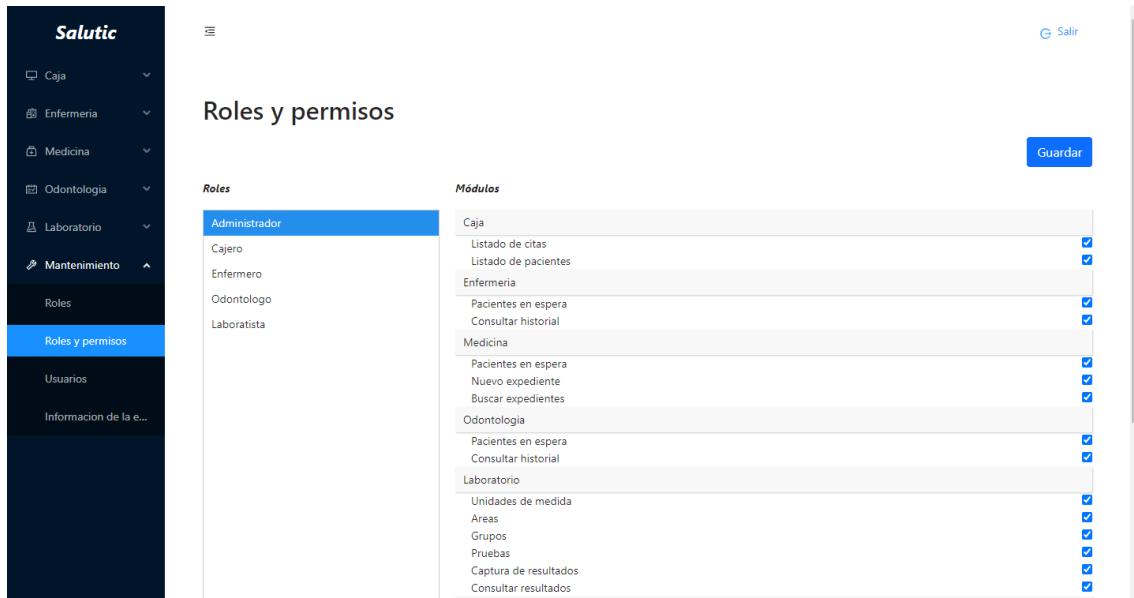 Salutic
Salir
Caja
Enfermeria
Medicina
Odontologia
Laboratorio
Mantenimiento
Roles
Roles y permisos
Usuarios
Informacion de la e...
Roles y permisos
Guardar
Roles
Administrador
Cajero
Enfermero
Odontologo
Laboratista
Módulos
Caja
Listado de citas
Listado de pacientes
Enfermeria
Pacientes en espera
Consultar historial
Medicina
Pacientes en espera
Nuevo expediente
Buscar expedientes
Odontologia
Pacientes en espera
Consultar historial
Laboratorio
Unidades de medida
Areas
Grupos
Pruebas
Captura de resultados
Consultar resultados